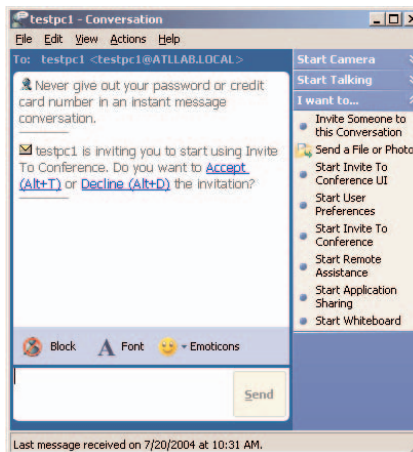 testpc1 - Conversation
File Edit View Actions Help
To: testpc1 <testpc1@ATLLAB.LOCAL>
Never give out your password or credit
card number in an instant message
conversation.
testpc1 is inviting you to start using Invite
To Conference. Do you want to Accept
(Alt+T) or Decline (Alt+D) the invitation?
Block Font Emoticons
Send
Start Camera
Start Talking
I want to...
Invite Someone to
this Conversation
Send a File or Photo
Start Invite To
Conference UI
Start User
Preferences
Start Invite To
Conference
Start Remote
Assistance
Start Application
Sharing
Start Whiteboard
Last message received on 7/20/2004 at 10:31 AM.